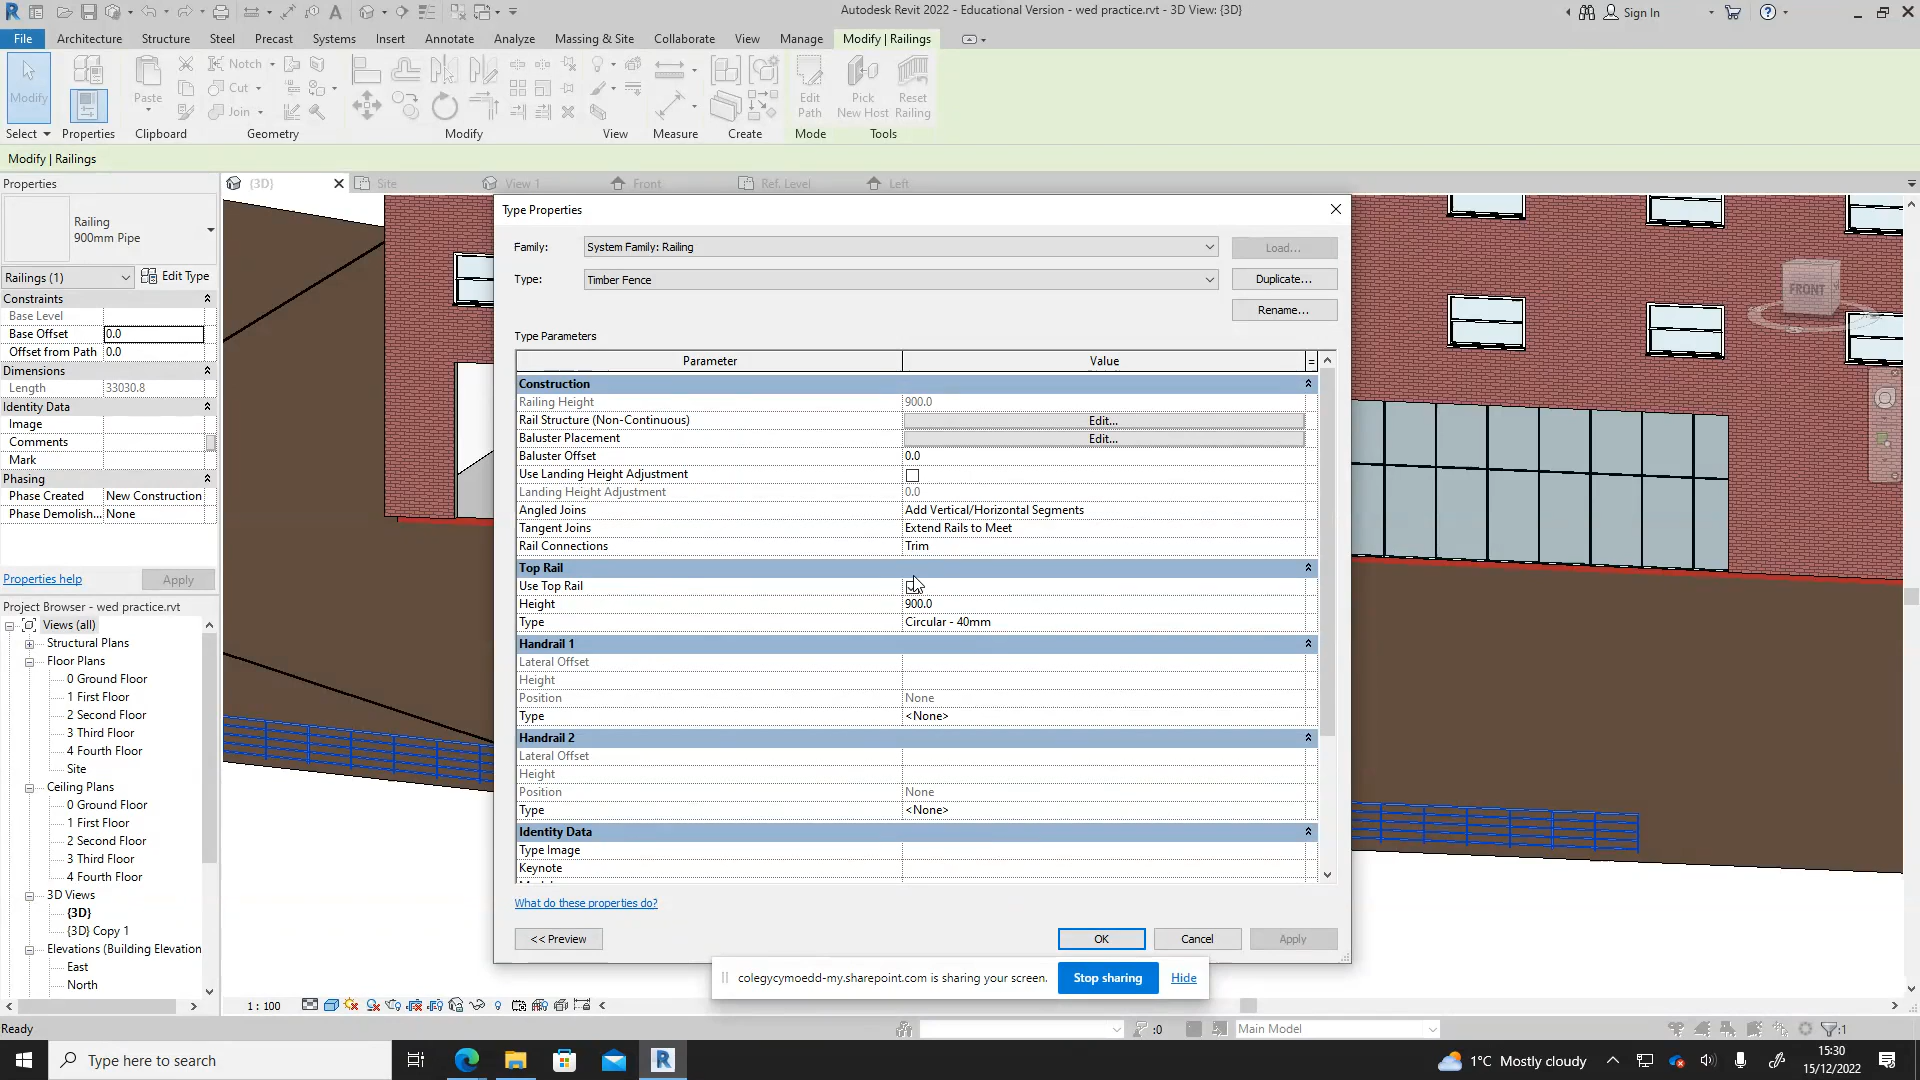 Autodesk Revit 2022 - Educational Version - wed practice.rvt - 3D View: {3D}
Sign In
File Architecture Structure Steel Precast Systems Insert Annotate Analyze Massing & Site Collaborate View Manage Modify | Railings
Modify Paste Notch Cut Join Edit Path Pick New Host Reset Railing
Select Properties Clipboard Geometry Modify View Measure Create Mode Tools
Modify | Railings
Properties
{3D} Site View 1 Front Ref. Level Left
Railing
900mm Pipe
Railings (1) Edit Type
Constraints
Base Level
Base Offset 0.0
Offset from Path 0.0
Dimensions
Length 33030.8
Identity Data
Image
Comments
Mark
Phasing
Phase Created New Construction
Phase Demolish... None
Properties help Apply
Project Browser - wed practice.rvt
Views (all)
Structural Plans
Floor Plans
0 Ground Floor
1 First Floor
2 Second Floor
3 Third Floor
4 Fourth Floor
Site
Ceiling Plans
0 Ground Floor
1 First Floor
2 Second Floor
3 Third Floor
4 Fourth Floor
3D Views
{3D}
{3D} Copy 1
Elevations (Building Elevation
East
North
Type Properties
Family: System Family: Railing Load...
Type: Timber Fence Duplicate...
Rename...
Type Parameters
Parameter Value =
Construction
Railing Height 900.0
Rail Structure (Non-Continuous) Edit...
Baluster Placement Edit...
Baluster Offset 0.0
Use Landing Height Adjustment
Landing Height Adjustment 0.0
Angled Joins Add Vertical/Horizontal Segments
Tangent Joins Extend Rails to Meet
Rail Connections Trim
Top Rail
Use Top Rail
Height 900.0
Type Circular - 40mm
Handrail 1
Lateral Offset
Height
Position None
Type <None>
Handrail 2
Lateral Offset
Height
Position None
Type <None>
Identity Data
Type Image
Keynote
What do these properties do?
<< Preview OK Cancel Apply
FRONT
colegycymoedd-my.sharepoint.com is sharing your screen. Stop sharing Hide
1 : 100
Ready :0 Main Model :1
Type here to search
1°C Mostly cloudy
15:30
15/12/2022